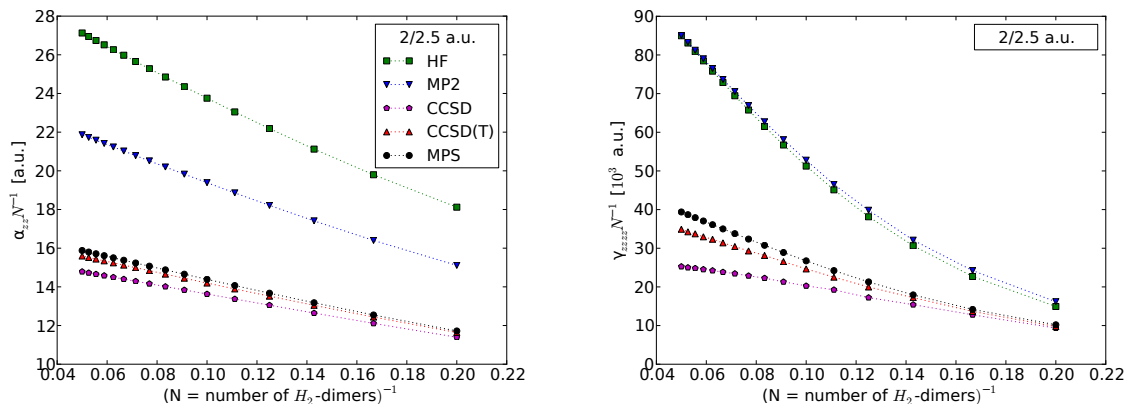 28
26
24
22
20
18
16
14
12
10
α_zz N⁻¹ [a.u.]
2/2.5 a.u.
HF
MP2
CCSD
CCSD(T)
MPS
0.04 0.06 0.08 0.10 0.12 0.14 0.16 0.18 0.20 0.22
(N = number of H₂-dimers)⁻¹
90
80
70
60
50
40
30
20
10
0
γ_zzzz N⁻¹ [10³ a.u.]
2/2.5 a.u.
0.04 0.06 0.08 0.10 0.12 0.14 0.16 0.18 0.20 0.22
(N = number of H₂-dimers)⁻¹